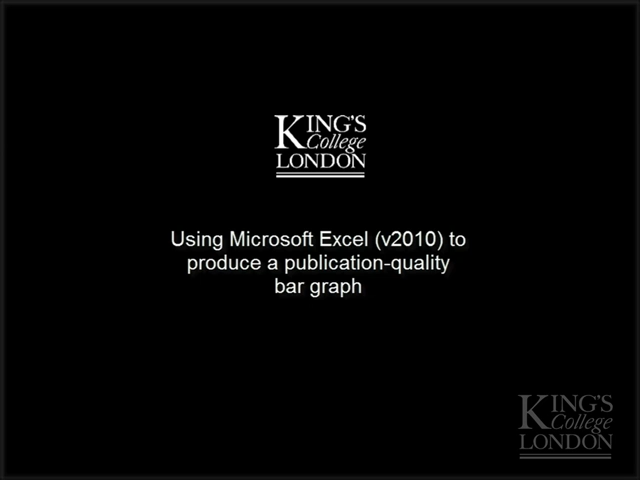 KING'S
College
LONDON
Using Microsoft Excel (v2010) to
produce a publication-quality
bar graph
KING'S
College
LONDON